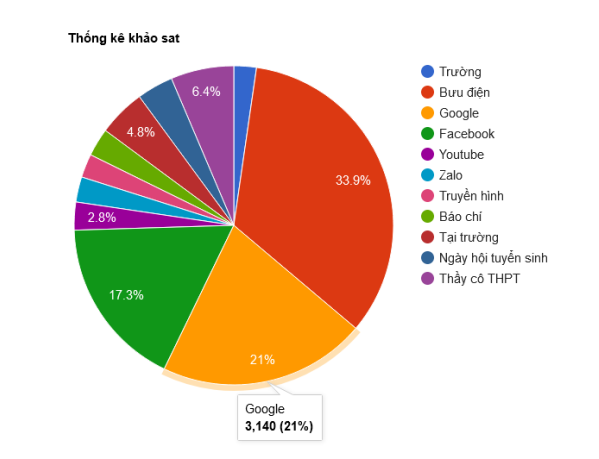 Thống kê khảo sat
6.4%
4.8%
33.9%
2.8%
17.3%
21%
Trường
Bưu điện
Google
Facebook
Youtube
Zalo
Truyền hình
Báo chí
Tại trường
Ngày hội tuyển sinh
Thầy cô THPT
Google
3,140 (21%)